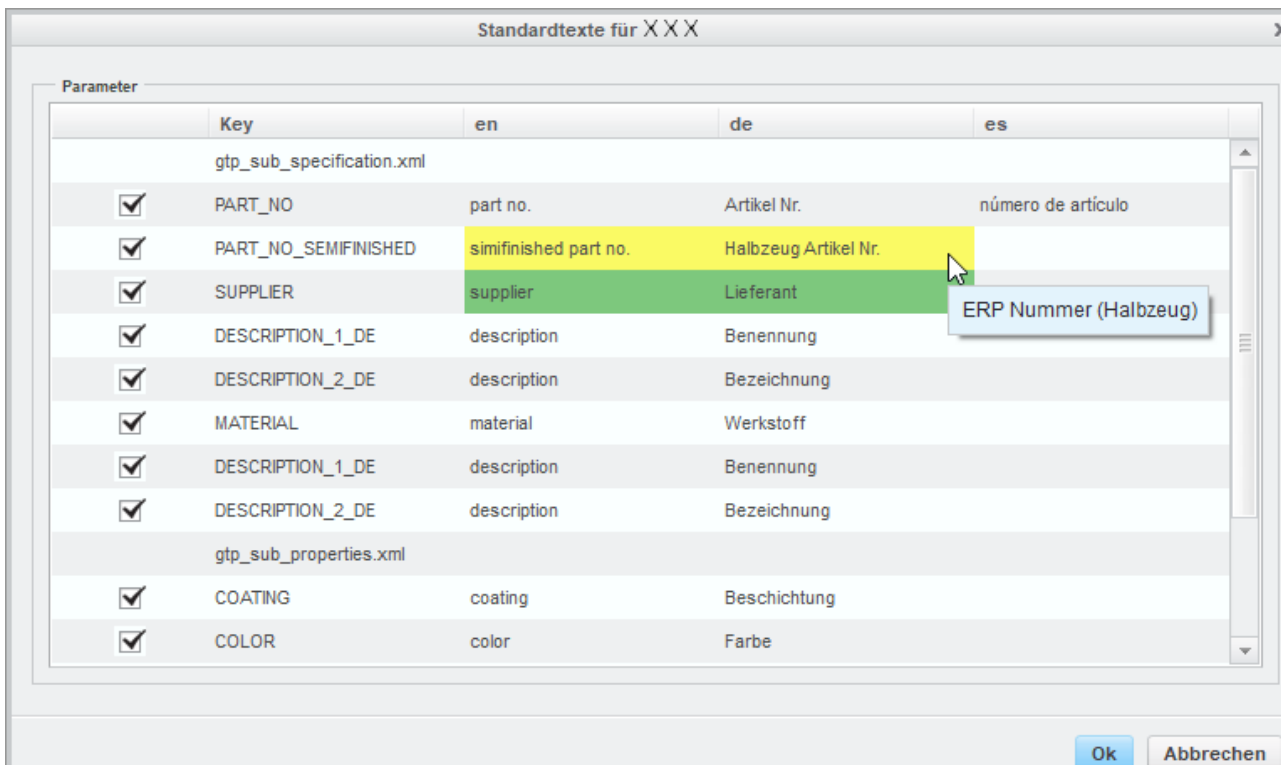 Standardtexte für X X X
Parameter
Key en de es
gtp_sub_specification.xml
PART_NO part no. Artikel Nr. número de artículo
PART_NO_SEMIFINISHED simifinished part no. Halbzeug Artikel Nr.
SUPPLIER supplier Lieferant
ERP Nummer (Halbzeug)
DESCRIPTION_1_DE description Benennung
DESCRIPTION_2_DE description Bezeichnung
MATERIAL material Werkstoff
DESCRIPTION_1_DE description Benennung
DESCRIPTION_2_DE description Bezeichnung
gtp_sub_properties.xml
COATING coating Beschichtung
COLOR color Farbe
Ok Abbrechen